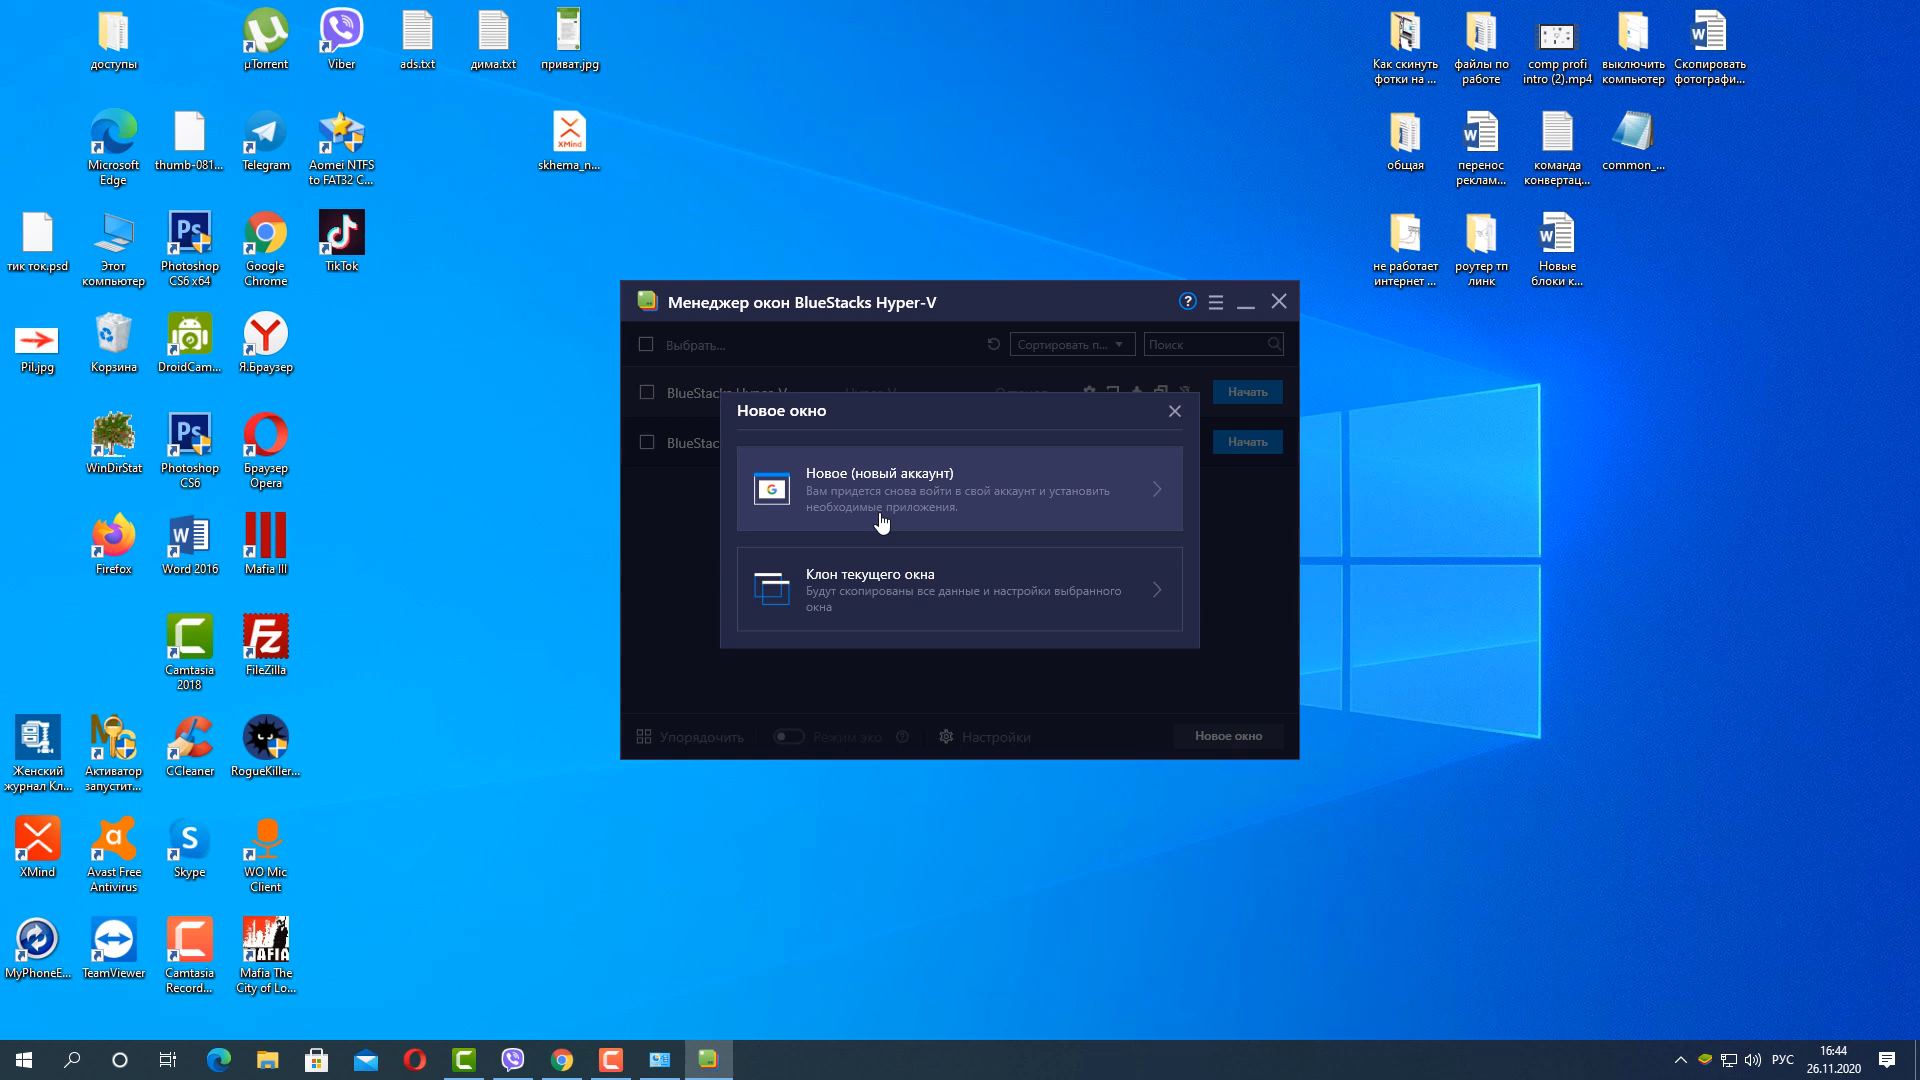 доступы
µTorrent
Viber
ads.txt
дима.txt
приват.jpg
Как скинуть
фотки на ...
файлы по
работе
comp profi
intro (2).mp4
выключить
компьютер
Скопировать
фотографи...
Microsoft
Edge
thumb-081...
Telegram
Aomei NTFS
to FAT32 C...
XMind
skhema_n...
общая
перенос
реклам...
команда
конвертац...
common_...
тик ток.psd
Этот
компьютер
Photoshop
CS6 x64
Google
Chrome
TikTok
не работает
интернет ...
роутер тп
линк
Новые
блоки к...
Pil.jpg
Корзина
DroidCam...
Я.Браузер
WinDirStat
Photoshop
CS6
Браузер
Opera
Firefox
Word 2016
Mafia III
Camtasia
2018
FileZilla
Женский
журнал Кл...
Активатор
запустит...
CCleaner
RogueKiller...
XMind
Avast Free
Antivirus
Skype
WO Mic
Client
MyPhoneE...
TeamViewer
Camtasia
Record...
Mafia The
City of Lo...
Менеджер окон BlueStacks Hyper-V
Выбрать...
Сортировать п...
Поиск
BlueStacks Hyper-V
Hyper-V
Начать
BlueStac
Начать
Новое окно
Новое (новый аккаунт)
Вам придется снова войти в свой аккаунт и установить
необходимые приложения.
Клон текущего окна
Будут скопированы все данные и настройки выбранного
окна
Упорядочить
Режим эко
Настройки
Новое окно
РУС
16:44
26.11.2020